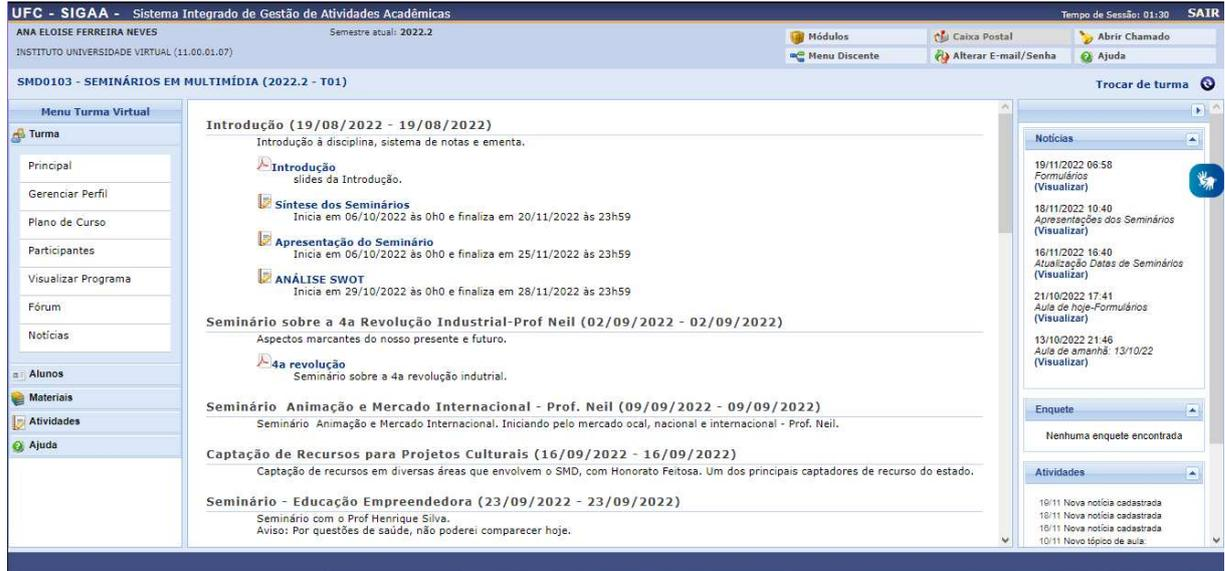 UFC - SIGAA - Sistema Integrado de Gestão de Atividades Acadêmicas
Tempo de Sessão: 01:30 SAIR
ANA ELOISE FERREIRA NEVES
Semestre atual: 2022.2
INSTITUTO UNIVERSIDADE VIRTUAL (11.00.01.07)
Módulos
Caixa Postal
Abrir Chamado
Menu Discente
Alterar E-mail/Senha
Ajuda
SMD0103 - SEMINÁRIOS EM MULTIMÍDIA (2022.2 - T01)
Trocar de turma
Menu Turma Virtual
Turma
Principal
Gerenciar Perfil
Plano de Curso
Participantes
Visualizar Programa
Fórum
Notícias
Alunos
Materiais
Atividades
Ajuda
Introdução (19/08/2022 - 19/08/2022)
Introdução à disciplina, sistema de notas e ementa.
Introdução
slides da Introdução.
Síntese dos Seminários
Inicia em 06/10/2022 às 0h0 e finaliza em 20/11/2022 às 23h59
Apresentação do Seminário
Inicia em 06/10/2022 às 0h0 e finaliza em 25/11/2022 às 23h59
ANÁLISE SWOT
Inicia em 29/10/2022 às 0h0 e finaliza em 28/11/2022 às 23h59
Seminário sobre a 4a Revolução Industrial-Prof Neil (02/09/2022 - 02/09/2022)
Aspectos marcantes do nosso presente e futuro.
4a revolução
Seminário sobre a 4a revolução indutrial.
Seminário Animação e Mercado Internacional - Prof. Neil (09/09/2022 - 09/09/2022)
Seminário Animação e Mercado Internacional. Iniciando pelo mercado ocal, nacional e internacional - Prof. Neil.
Captação de Recursos para Projetos Culturais (16/09/2022 - 16/09/2022)
Captação de recursos em diversas áreas que envolvem o SMD, com Honorato Feitosa. Um dos principais captadores de recurso do estado.
Seminário - Educação Empreendedora (23/09/2022 - 23/09/2022)
Seminário com o Prof Henrique Silva.
Aviso: Por questões de saúde, não poderei comparecer hoje.
Notícias
19/11/2022 06:58
Formulários
(Visualizar)
18/11/2022 10:40
Apresentações dos Seminários
(Visualizar)
16/11/2022 16:40
Atualização Datas de Seminários
(Visualizar)
21/10/2022 17:41
Aula de hoje-Formulários
(Visualizar)
13/10/2022 21:46
Aula de amanhã: 13/10/22
(Visualizar)
Enquete
Nenhuma enquete encontrada
Atividades
19/11 Nova notícia cadastrada
18/11 Nova notícia cadastrada
16/11 Nova notícia cadastrada
10/11 Novo tópico de aula: